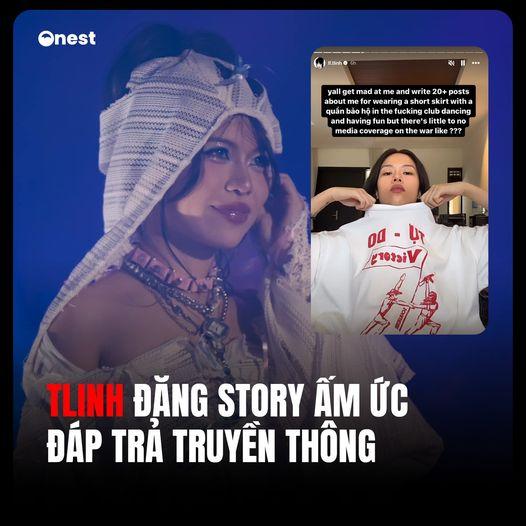 Onest
tl.tlinh 6h
yall get mad at me and write 20+ posts
about me for wearing a short skirt with a
quần bảo hộ in the fucking club dancing
and having fun but there's little to no
media coverage on the war like ???
TỰ - DO
Victory
TLINH ĐĂNG STORY ẤM ỨC
ĐÁP TRẢ TRUYỀN THÔNG